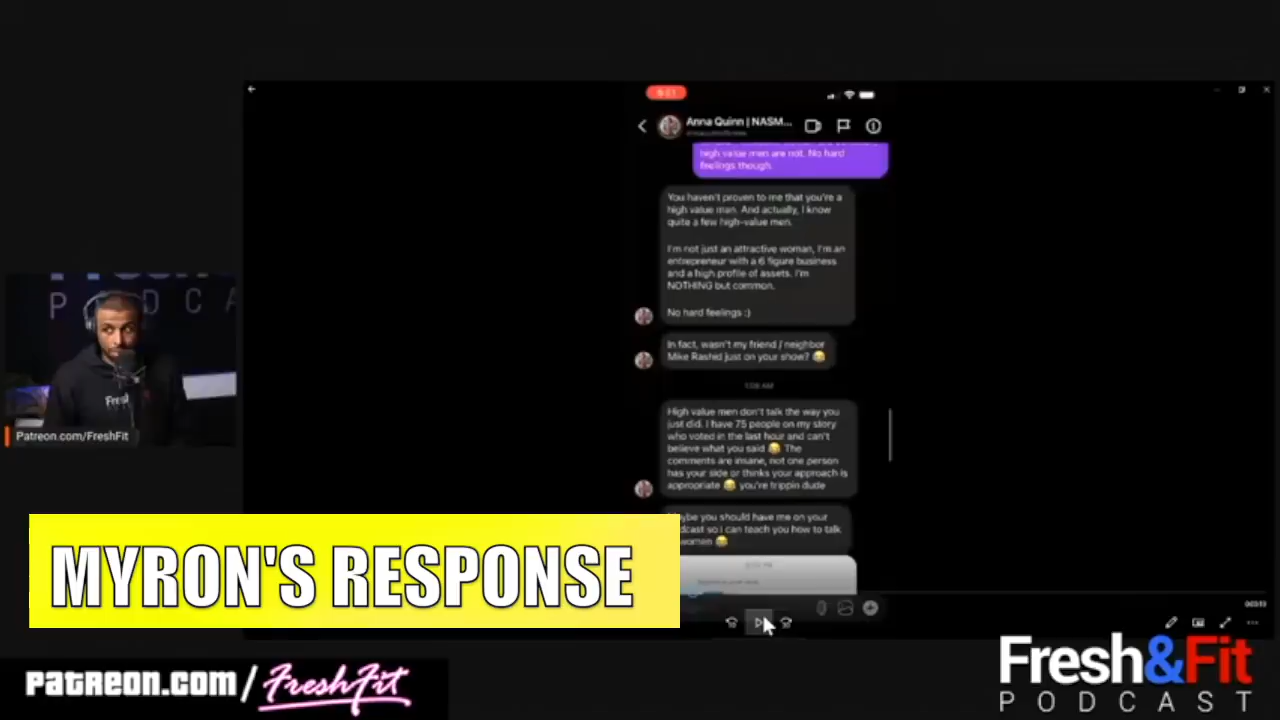 Anna Quinn | NASM...
high value men are not. No hard
feelings though.
You haven't proven to me that you're a
high value man. And actually, I know
quite a few high-value men.
I'm not just an attractive woman, I'm an
entrepreneur with a 6 figure business
and a high profile of assets. I'm
NOTHING but common.
No hard feelings :)
In fact, wasn't my friend / neighbor
Mike Rashid just on your show? 😂
1:09 AM
High value men don't talk the way you
just did. I have 75 people on my story
who voted in the last hour and can't
believe what you said 😂 The
comments are insane, not one person
has your side or thinks your approach is
appropriate 😂 you're trippin dude
you should have me on your
so I can teach you how to talk
women 😂
PODCA
Fresh
Patreon.com/FreshFit
MYRON'S RESPONSE
Patreon.com/FreshFit
Fresh&Fit
PODCAST